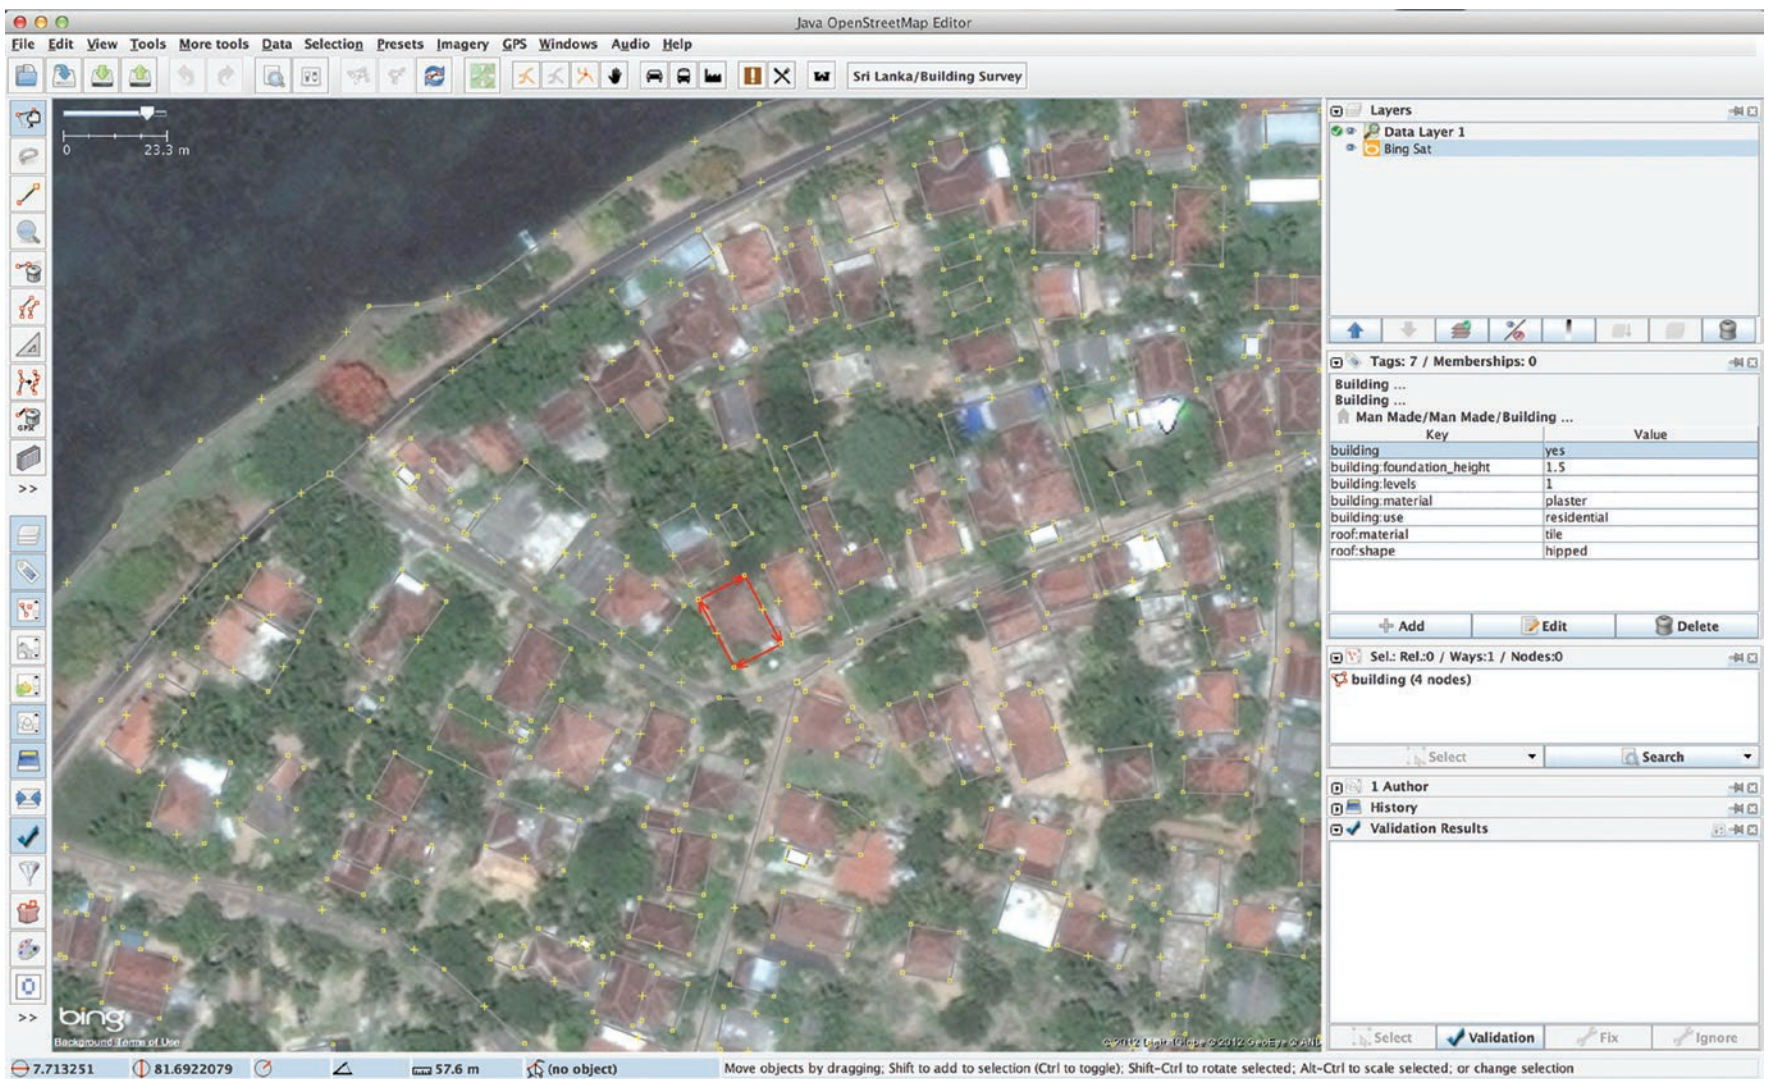 Java OpenStreetMap Editor
File Edit View Tools More tools Data Selection Presets Imagery GPS Windows Audio Help
Sri Lanka/Building Survey
0 23.3 m
Layers
Data Layer 1
Bing Sat
Tags: 7 / Memberships: 0
Building ...
Building ...
Man Made/Man Made/Building ...
Key Value
building yes
building:foundation_height 1.5
building:levels 1
building:material plaster
building:use residential
roof:material tile
roof:shape hipped
Add Edit Delete
Sel.: Rel.:0 / Ways:1 / Nodes:0
building (4 nodes)
Select Search
1 Author
History
Validation Results
Select Validation Fix Ignore
>>
GPX
>>
bing
Background Terms of Use
7.713251 81.6922079 57.6 m (no object) Move objects by dragging; Shift to add to selection (Ctrl to toggle); Shift-Ctrl to rotate selected; Alt-Ctrl to scale selected; or change selection